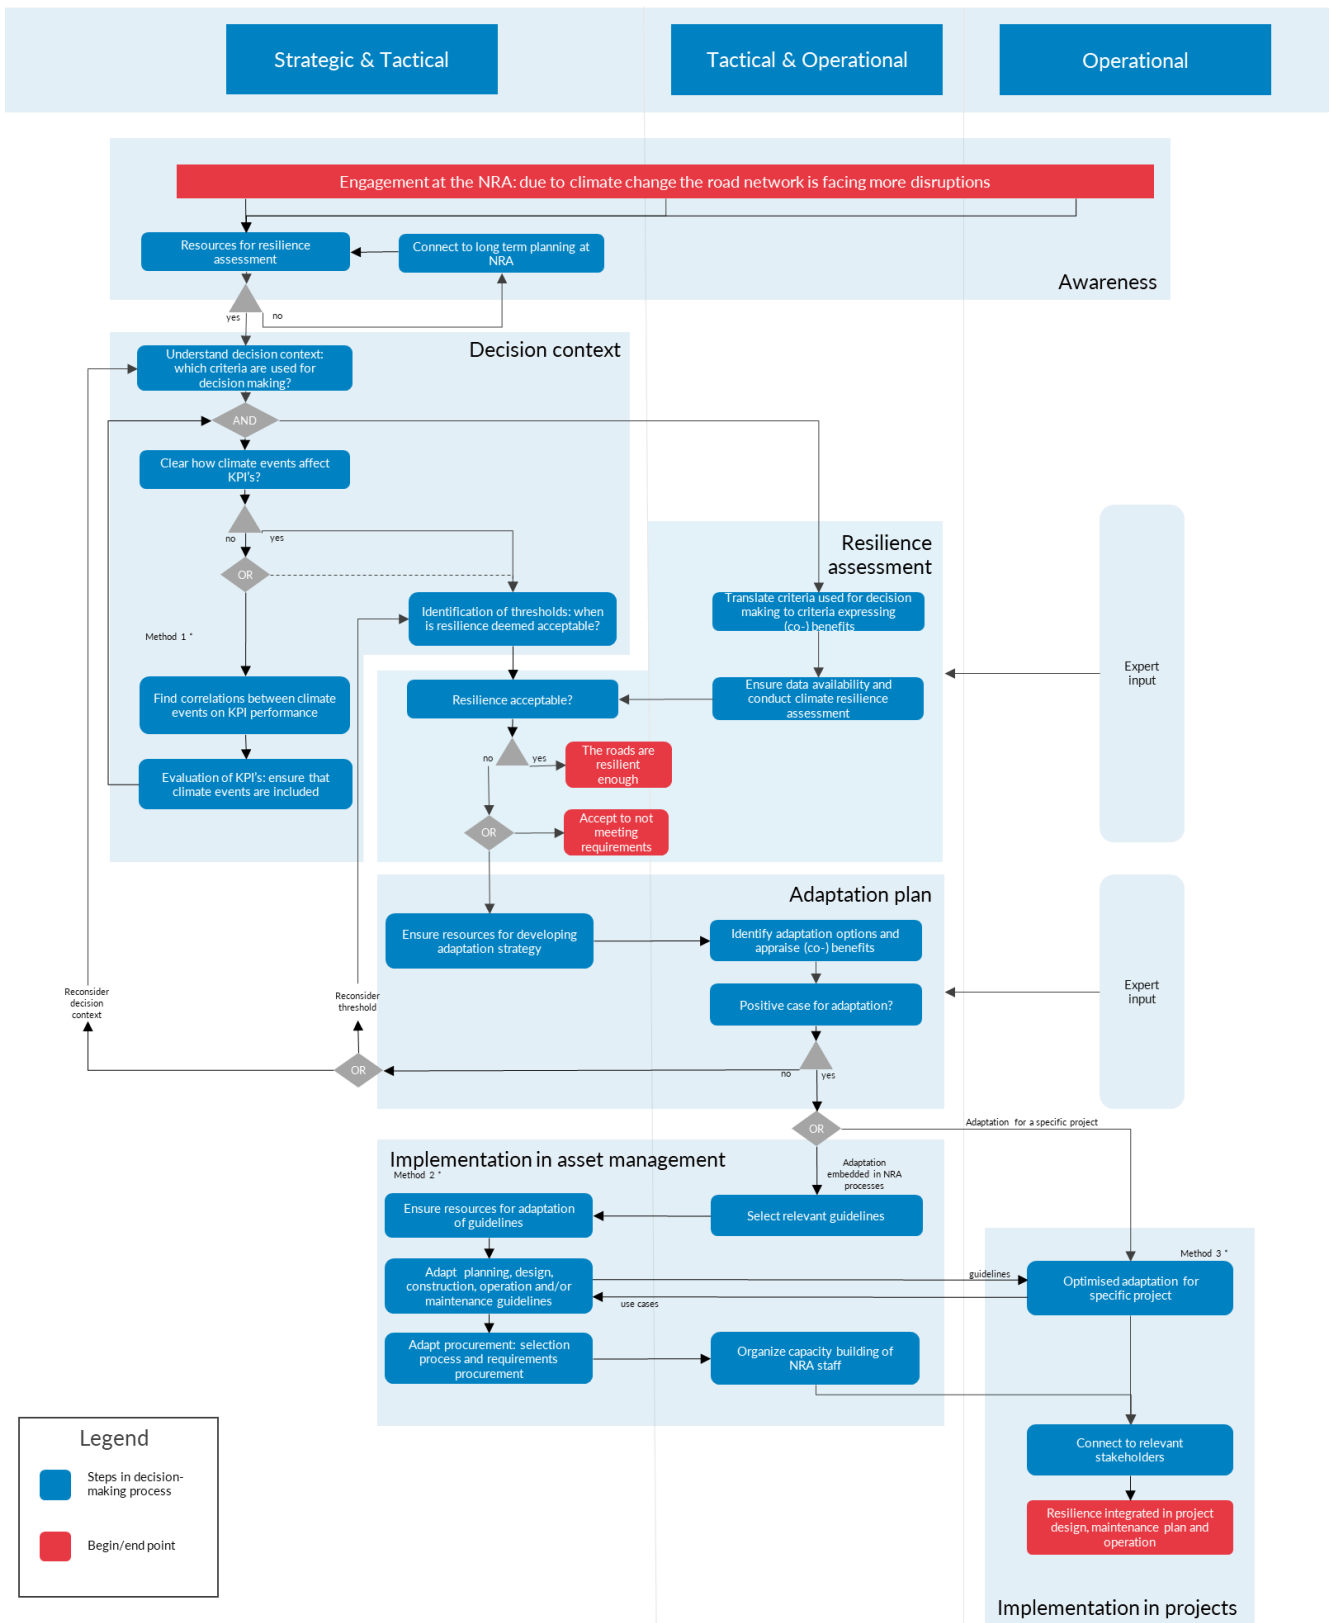 Strategic & Tactical
Tactical & Operational
Operational
Engagement at the NRA: due to climate change the road network is facing more disruptions
Resources for resilience
assessment
Connect to long term planning at
NRA
Awareness
yes
no
Decision context
Understand decision context:
which criteria are used for
decision making?
AND
Clear how climate events affect
KPI's?
no
yes
OR
Resilience
assessment
Translate criteria used for decision
making to criteria expressing
(co-) benefits
Identification of thresholds: when
is resilience deemed acceptable?
Method 1 *
Expert
input
Find correlations between climate
events on KPI performance
Resilience acceptable?
Ensure data availability and
conduct climate resilience
assessment
no
yes
The roads are
resilient
enough
Evaluation of KPI's: ensure that
climate events are included
OR
Accept to not
meeting
requirements
Adaptation plan
Ensure resources for developing
adaptation strategy
Identify adaptation options and
appraise (co-) benefits
Reconsider
decision
context
Reconsider
threshold
Positive case for adaptation?
Expert
input
OR
no
yes
OR
Adaptation for a specific project
Implementation in asset management
Method 2 *
Adaptation
embedded in NRA
processes
Ensure resources for adaptation
of guidelines
Select relevant guidelines
Method 3 *
Adapt planning, design,
construction, operation and/or
maintenance guidelines
guidelines
use cases
Optimised adaptation for
specific project
Adapt procurement: selection
process and requirements
procurement
Organize capacity building of
NRA staff
Legend
Steps in decision-
making process
Begin/end point
Connect to relevant
stakeholders
Resilience integrated in project
design, maintenance plan and
operation
Implementation in projects